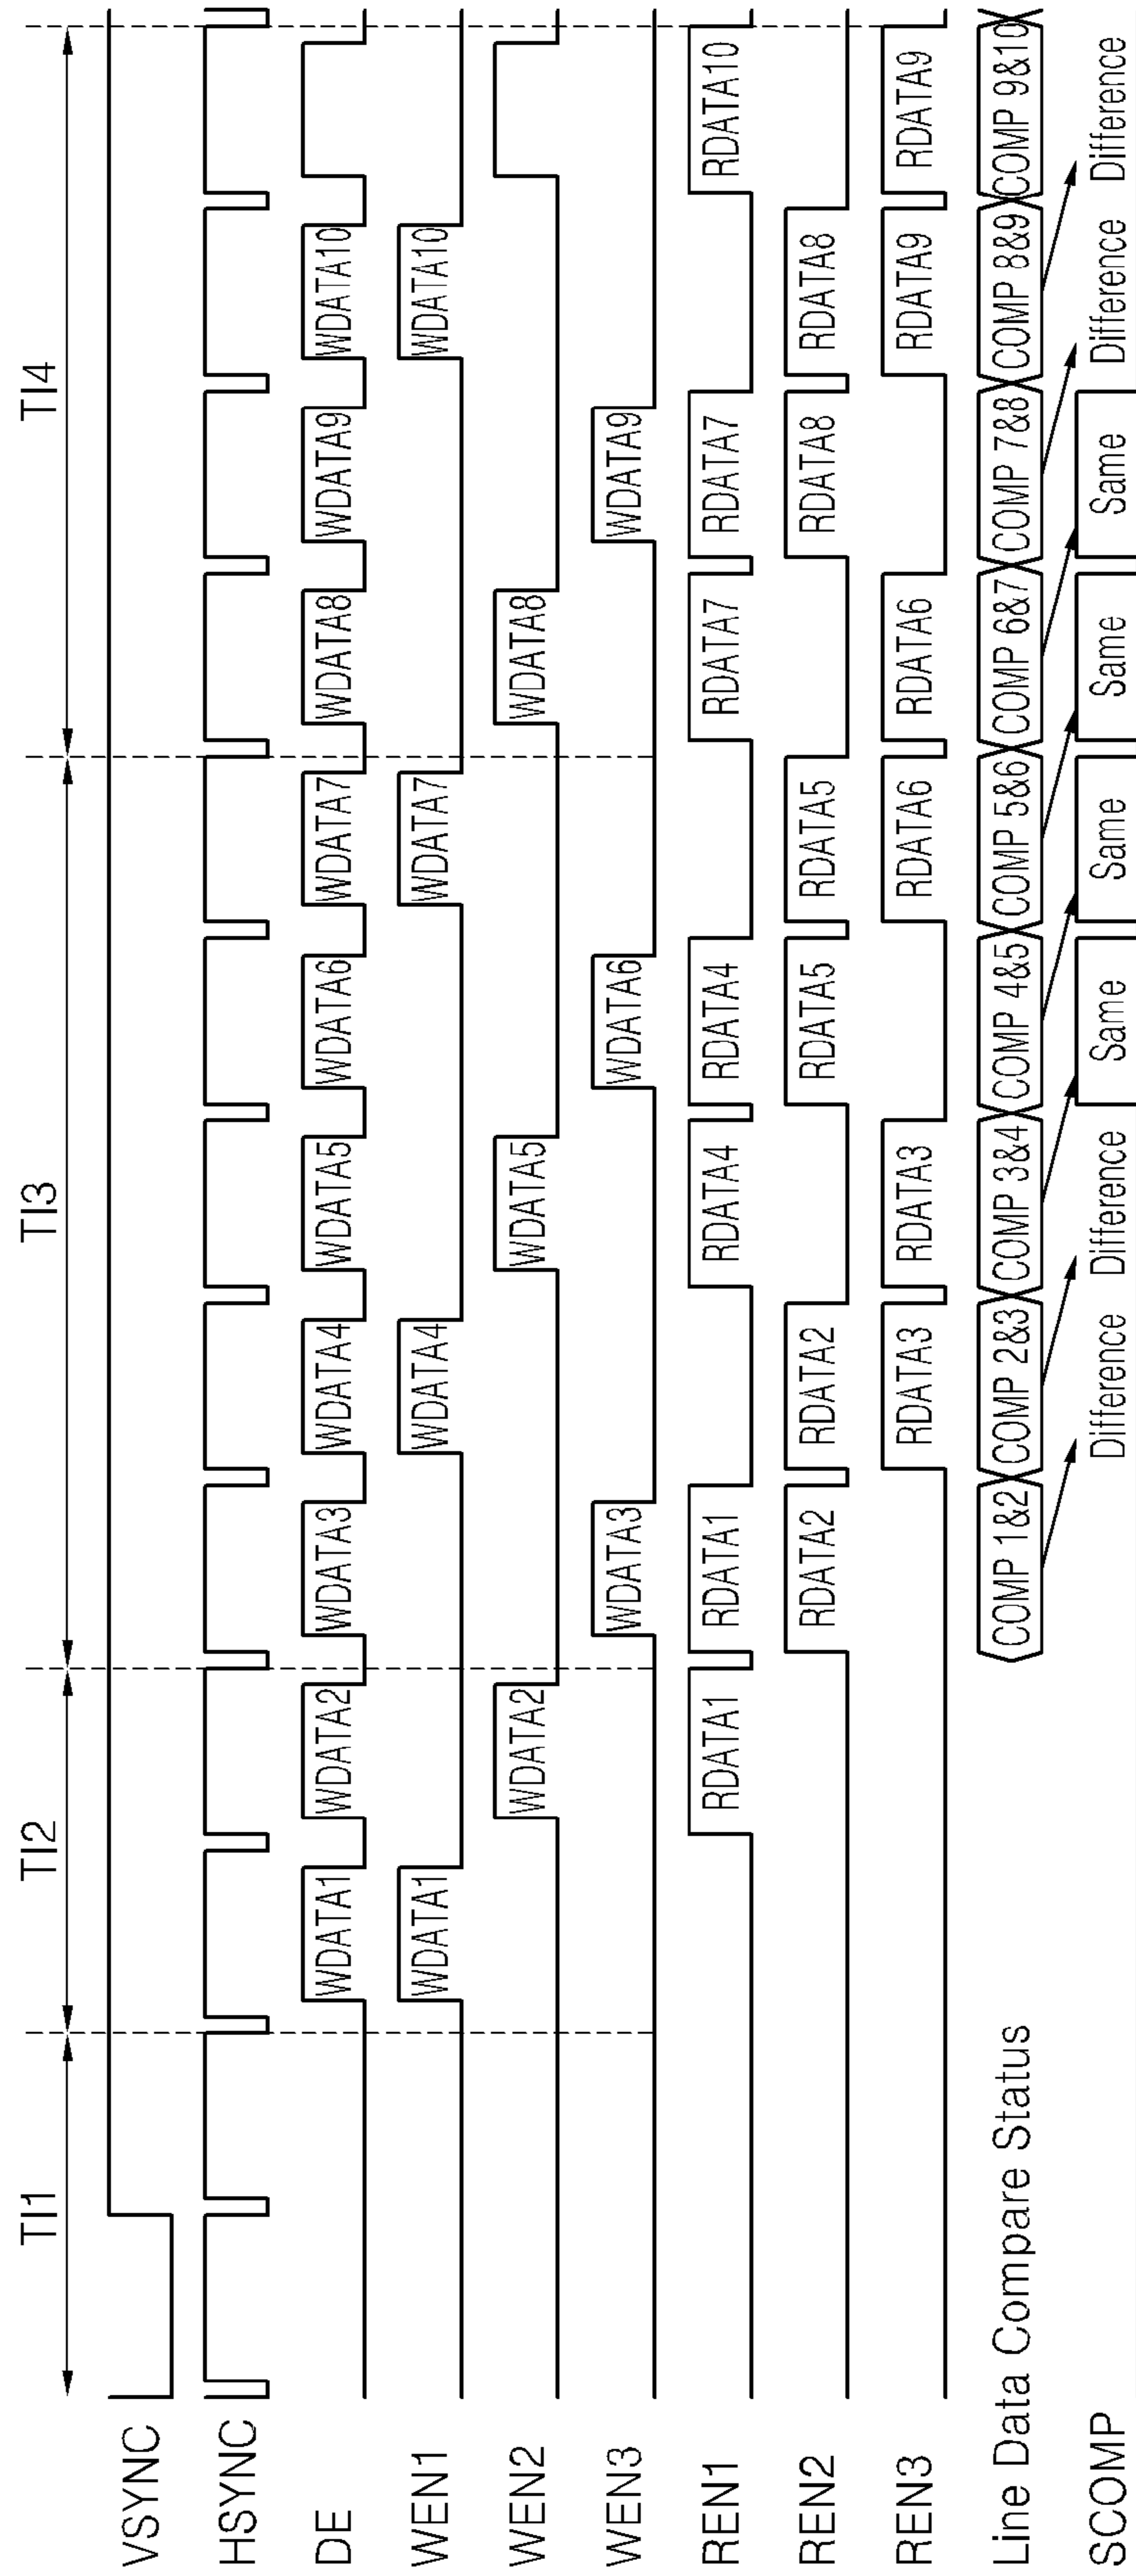 TI1 TI2 TI3 TI4
VSYNC
HSYNC
DE WDATA1 WDATA2 WDATA3 WDATA4 WDATA5 WDATA6 WDATA7 WDATA8 WDATA9 WDATA10
WEN1 WDATA1 WDATA4 WDATA7 WDATA10
WEN2 WDATA2 WDATA5 WDATA8
WEN3 WDATA3 WDATA6 WDATA9
REN1 RDATA1 RDATA1 RDATA4 RDATA4 RDATA7 RDATA7 RDATA10
REN2 RDATA2 RDATA2 RDATA5 RDATA5 RDATA8 RDATA8
REN3 RDATA3 RDATA3 RDATA6 RDATA6 RDATA9 RDATA9
Line Data Compare Status COMP 1&2 COMP 2&3 COMP 3&4 COMP 4&5 COMP 5&6 COMP 6&7 COMP 7&8 COMP 8&9 COMP 9&10
SCOMP Difference Difference Same Same Same Same Difference Difference